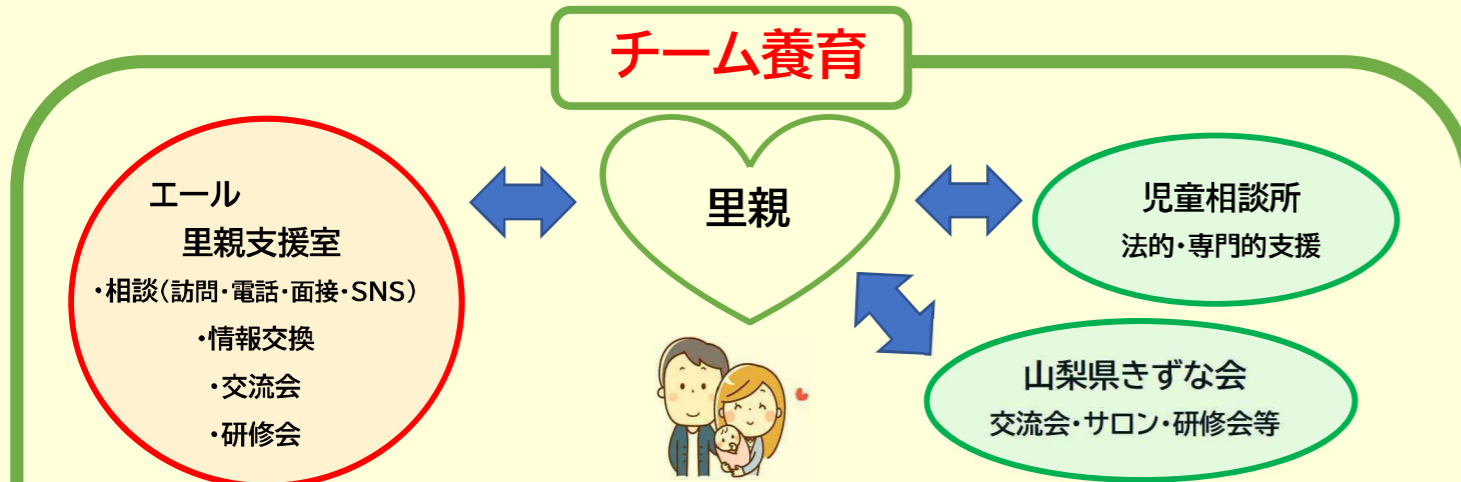 チーム養育
エール
里親支援室
・相談(訪問・電話・面接・SNS)
・情報交換
・交流会
・研修会
里親
児童相談所
法的・専門的支援
山梨県きずな会
交流会・サロン・研修会等